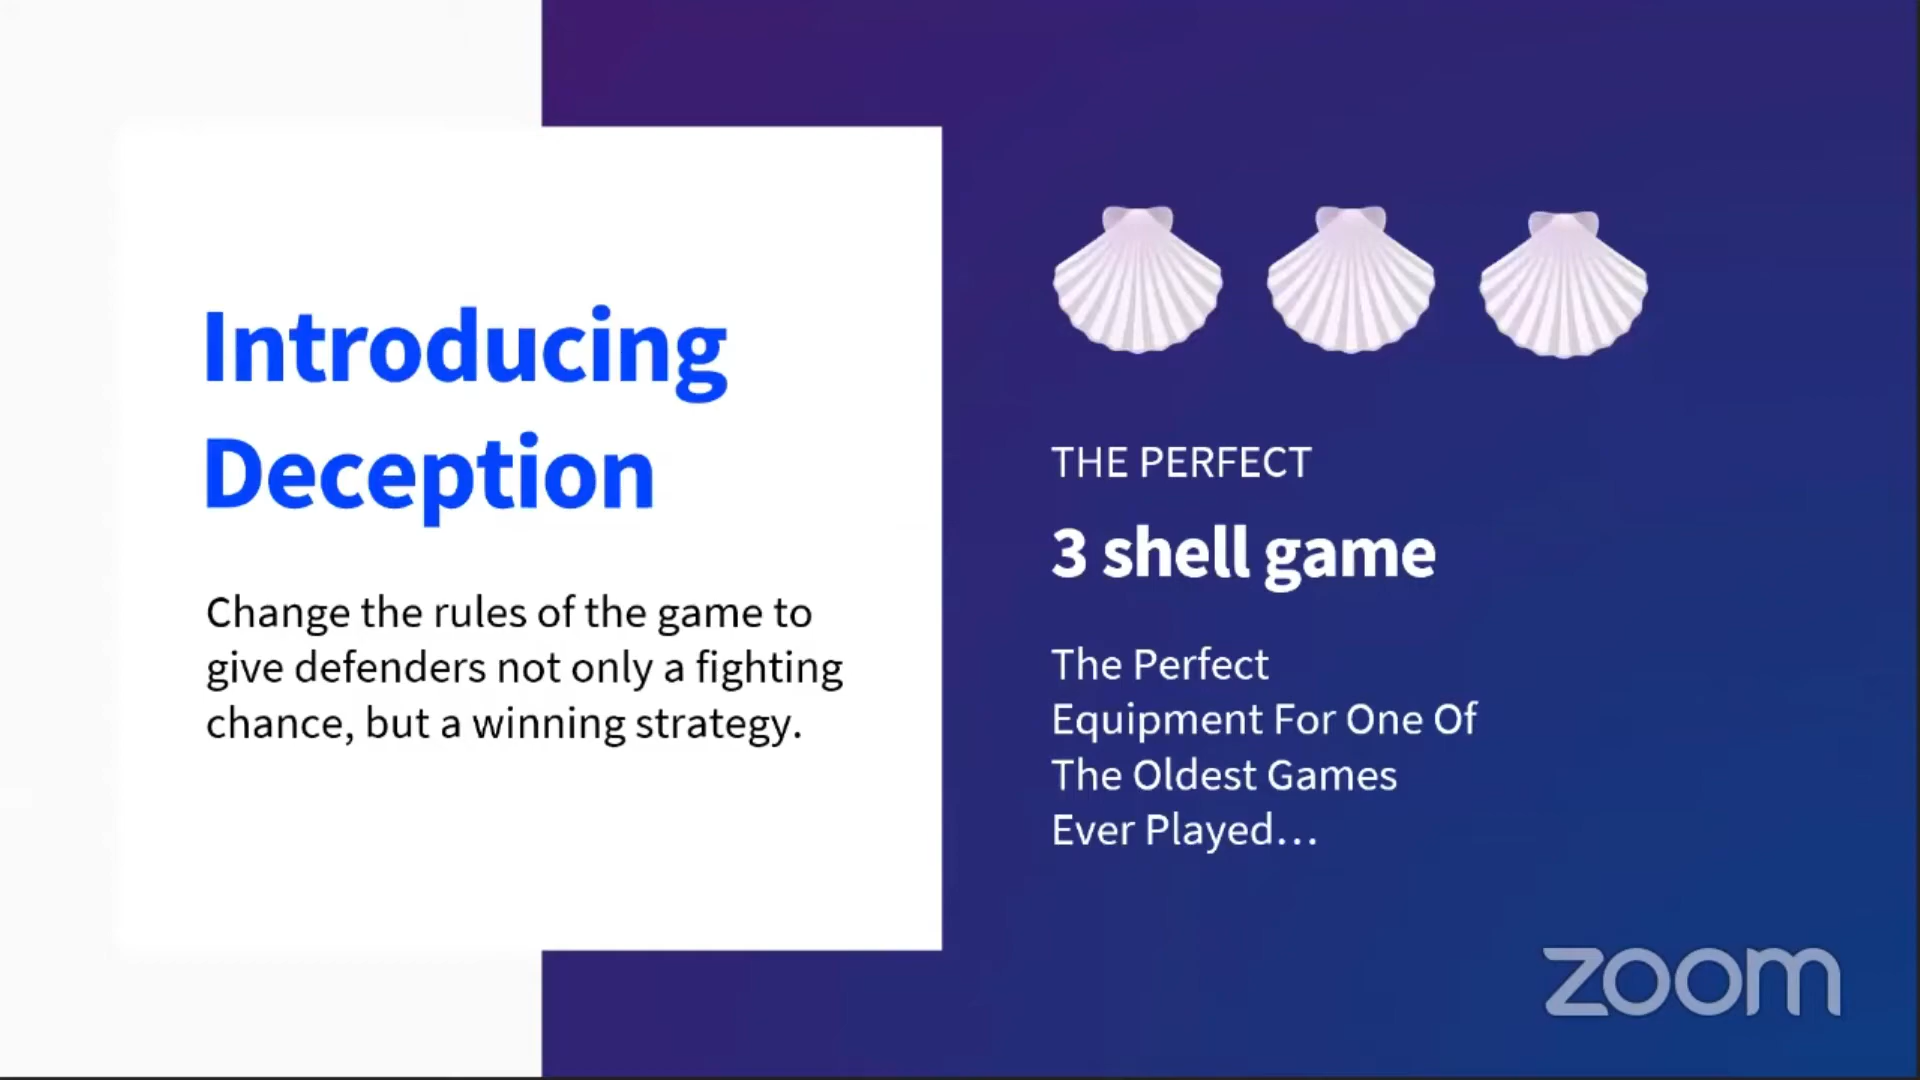 Introducing
Deception
Change the rules of the game to
give defenders not only a fighting
chance, but a winning strategy.
THE PERFECT
3 shell game
The Perfect
Equipment For One Of
The Oldest Games
Ever Played…
zoom